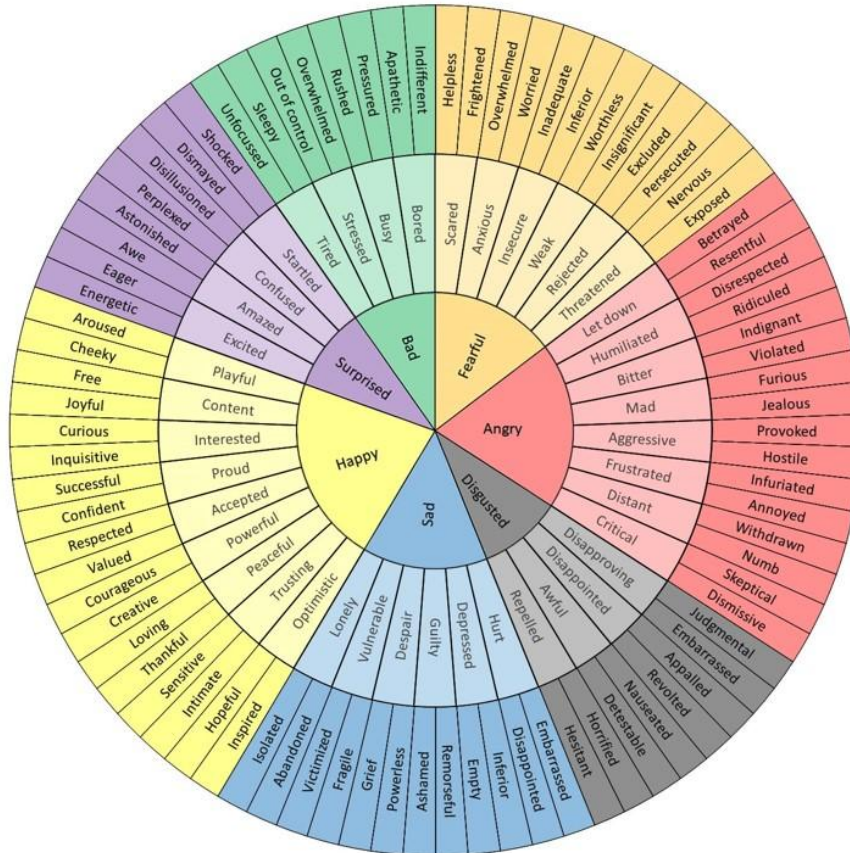 Fearful
Angry
Disgusted
Sad
Happy
Surprised
Bad
Scared
Anxious
Insecure
Weak
Rejected
Threatened
Let down
Humiliated
Bitter
Mad
Aggressive
Frustrated
Distant
Critical
Disapproving
Disappointed
Awful
Repelled
Hurt
Depressed
Guilty
Despair
Vulnerable
Lonely
Optimistic
Trusting
Peaceful
Powerful
Accepted
Proud
Interested
Content
Playful
Excited
Amazed
Confused
Startled
Tired
Stressed
Busy
Bored
Helpless
Frightened
Overwhelmed
Worried
Inadequate
Inferior
Worthless
Insignificant
Excluded
Persecuted
Nervous
Exposed
Betrayed
Resentful
Disrespected
Ridiculed
Indignant
Violated
Furious
Jealous
Provoked
Hostile
Infuriated
Annoyed
Withdrawn
Numb
Skeptical
Dismissive
Judgmental
Embarrassed
Appalled
Revolted
Nauseated
Detestable
Horrified
Hesitant
Embarrassed
Disappointed
Inferior
Empty
Remorseful
Ashamed
Powerless
Grief
Fragile
Victimized
Abandoned
Isolated
Inspired
Hopeful
Intimate
Sensitive
Thankful
Loving
Creative
Courageous
Valued
Respected
Confident
Successful
Inquisitive
Curious
Joyful
Free
Cheeky
Aroused
Energetic
Eager
Awe
Astonished
Perplexed
Disillusioned
Dismayed
Shocked
Unfocussed
Sleepy
Out of control
Overwhelmed
Rushed
Pressured
Apathetic
Indifferent